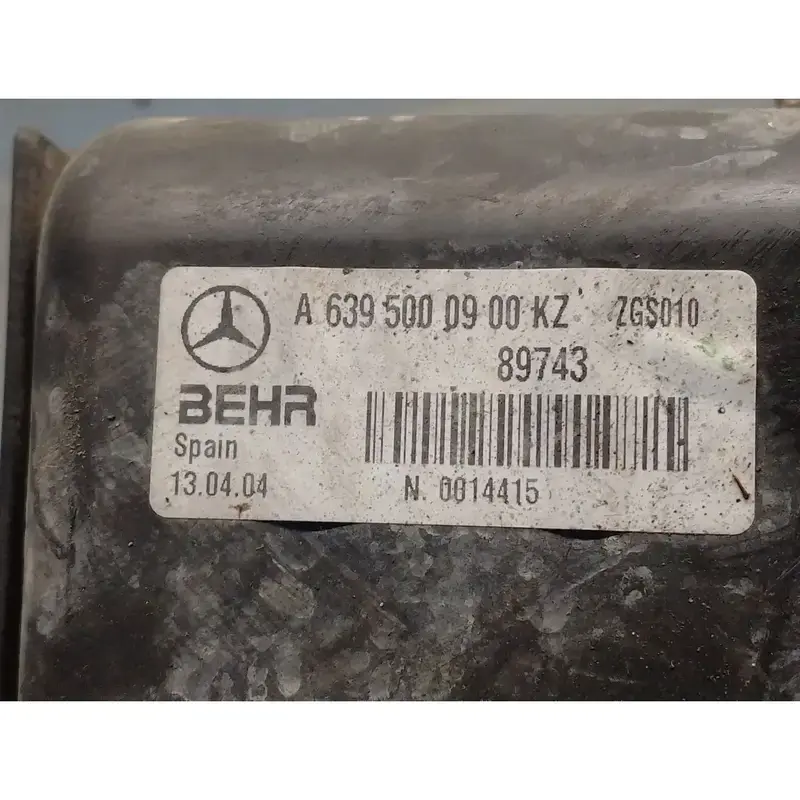 A 639 500 09 00 KZ ZGS010
89743
BEHR
Spain
13.04.04
N. 0014415